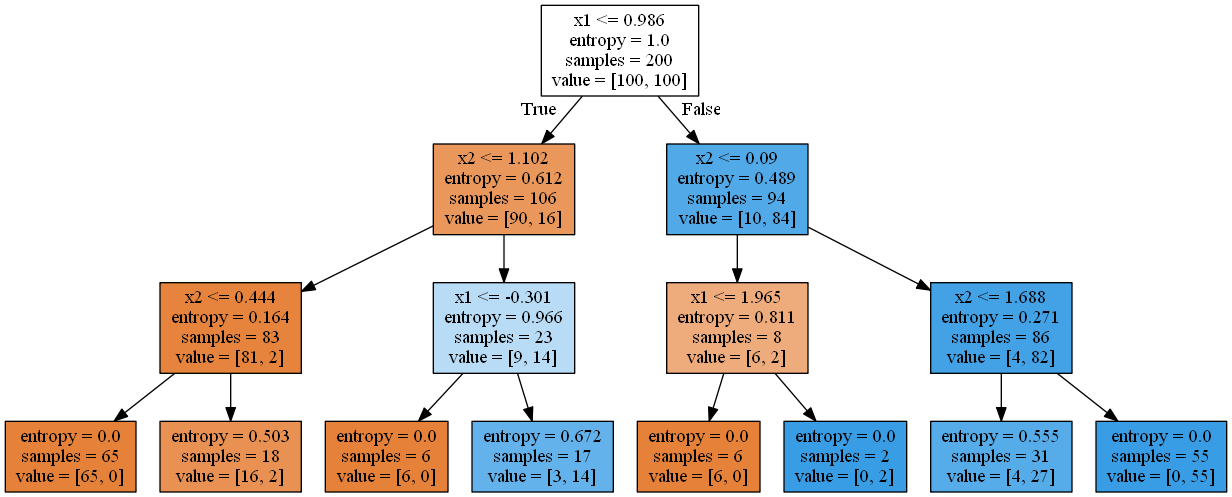 x1 <= 0.986
entropy = 1.0
samples = 200
value = [100, 100]
True
False
x2 <= 1.102
entropy = 0.612
samples = 106
value = [90, 16]
x2 <= 0.09
entropy = 0.489
samples = 94
value = [10, 84]
x2 <= 0.444
entropy = 0.164
samples = 83
value = [81, 2]
x1 <= -0.301
entropy = 0.966
samples = 23
value = [9, 14]
x1 <= 1.965
entropy = 0.811
samples = 8
value = [6, 2]
x2 <= 1.688
entropy = 0.271
samples = 86
value = [4, 82]
entropy = 0.0
samples = 65
value = [65, 0]
entropy = 0.503
samples = 18
value = [16, 2]
entropy = 0.0
samples = 6
value = [6, 0]
entropy = 0.672
samples = 17
value = [3, 14]
entropy = 0.0
samples = 6
value = [6, 0]
entropy = 0.0
samples = 2
value = [0, 2]
entropy = 0.555
samples = 31
value = [4, 27]
entropy = 0.0
samples = 55
value = [0, 55]